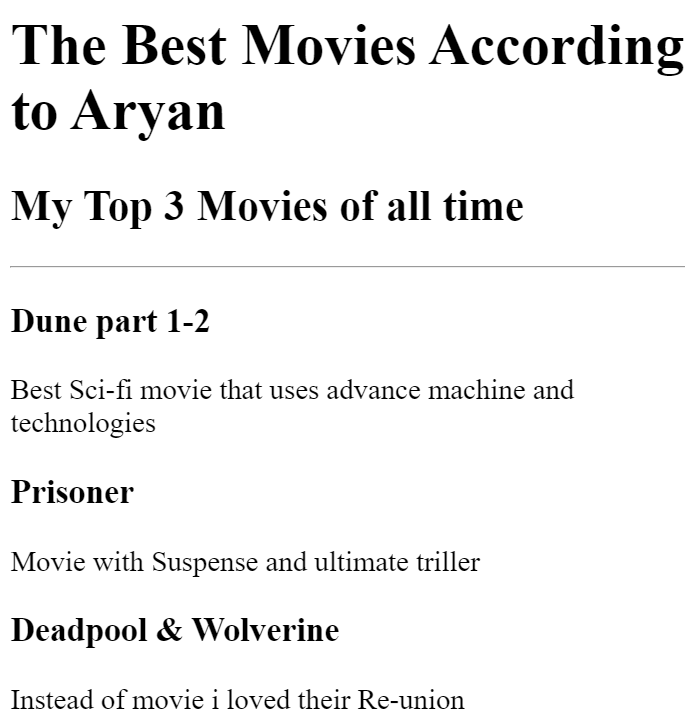 The Best Movies According
to Aryan
My Top 3 Movies of all time
Dune part 1-2
Best Sci-fi movie that uses advance machine and
technologies
Prisoner
Movie with Suspense and ultimate triller
Deadpool & Wolverine
Instead of movie i loved their Re-union